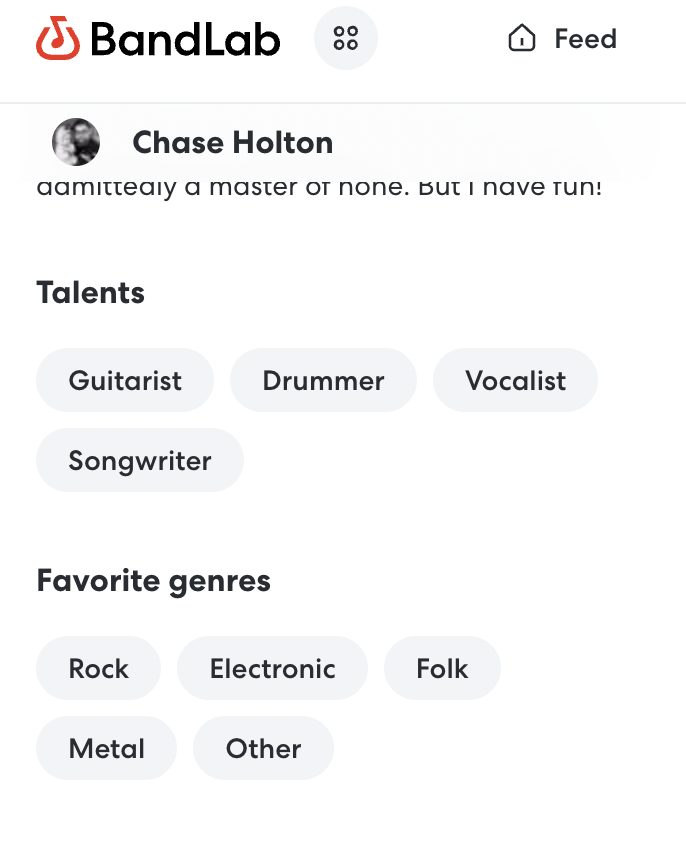 BandLab
Feed
Chase Holton
admittedly a master of none. But I have fun!
Talents
Guitarist
Drummer
Vocalist
Songwriter
Favorite genres
Rock
Electronic
Folk
Metal
Other